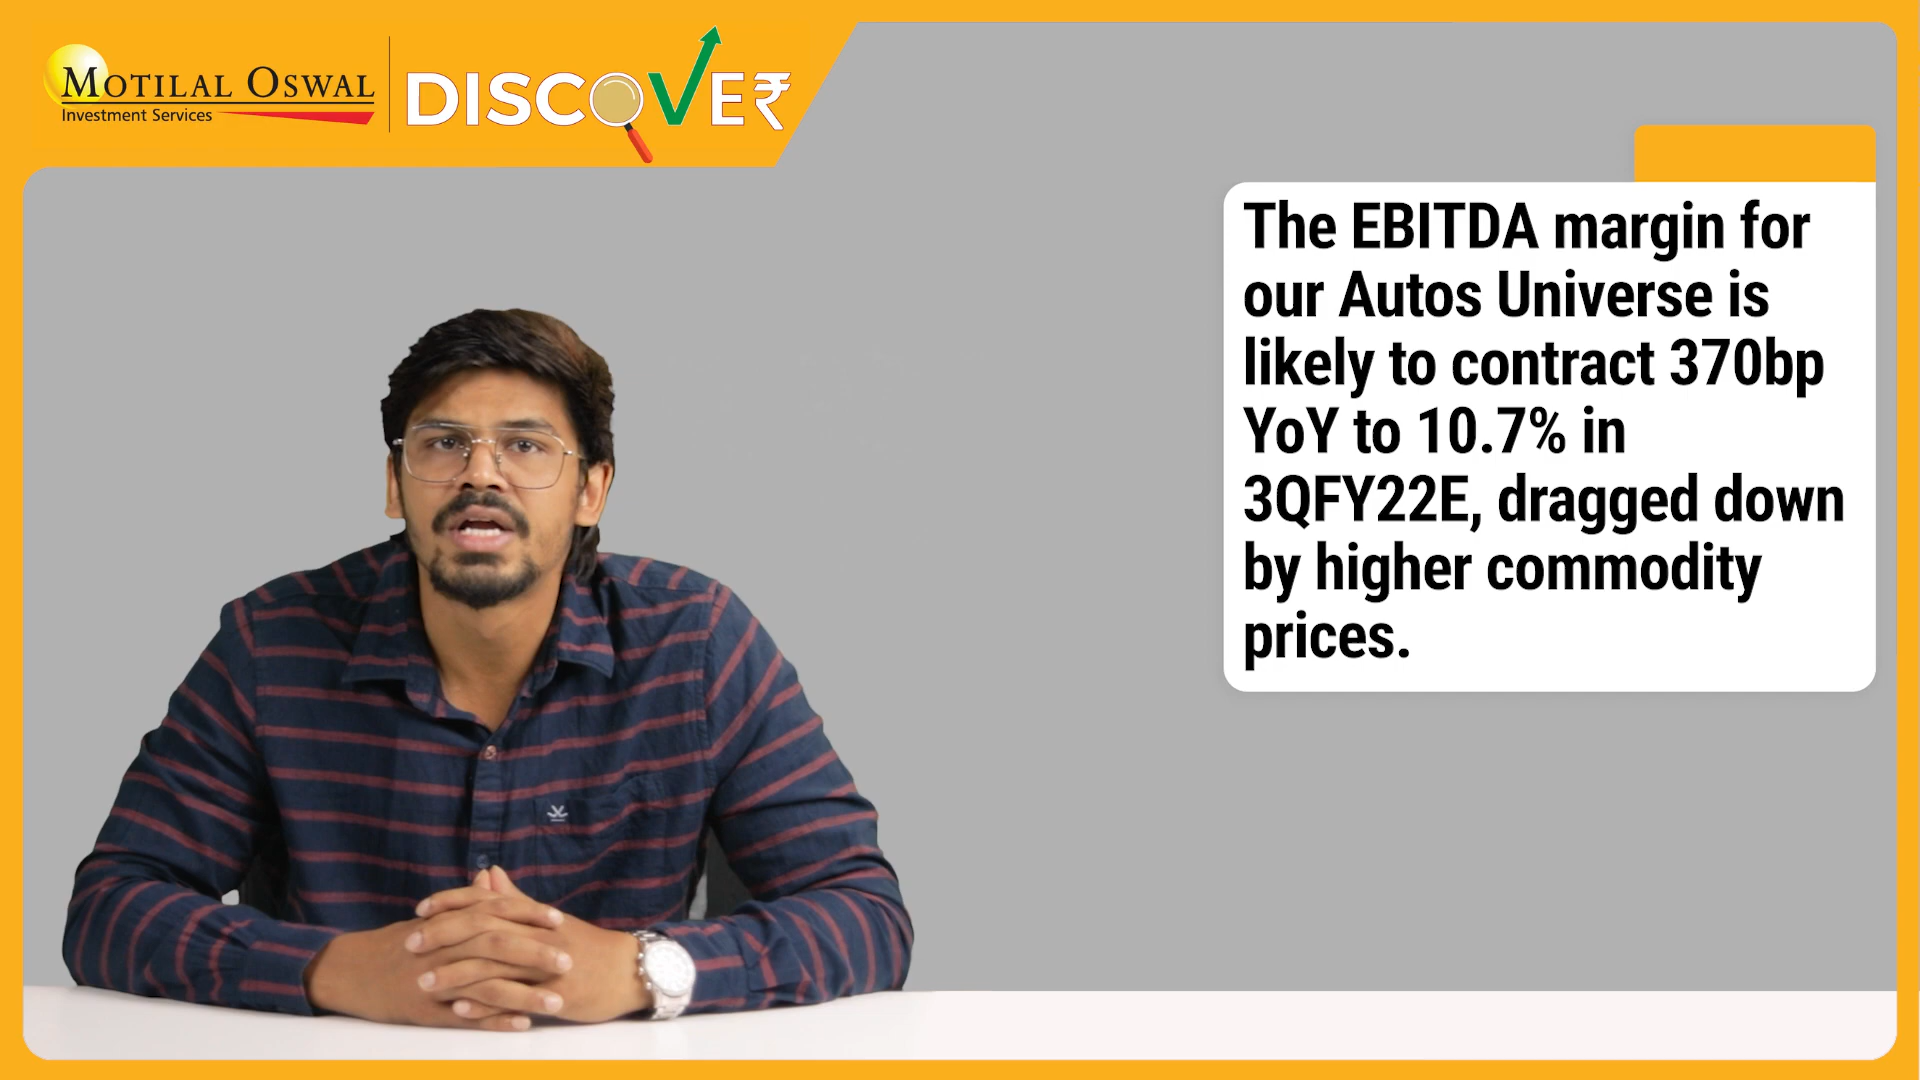 MOTILAL OSWAL
Investment Services
DISCOVE₹
The EBITDA margin for
our Autos Universe is
likely to contract 370bp
YoY to 10.7% in
3QFY22E, dragged down
by higher commodity
prices.